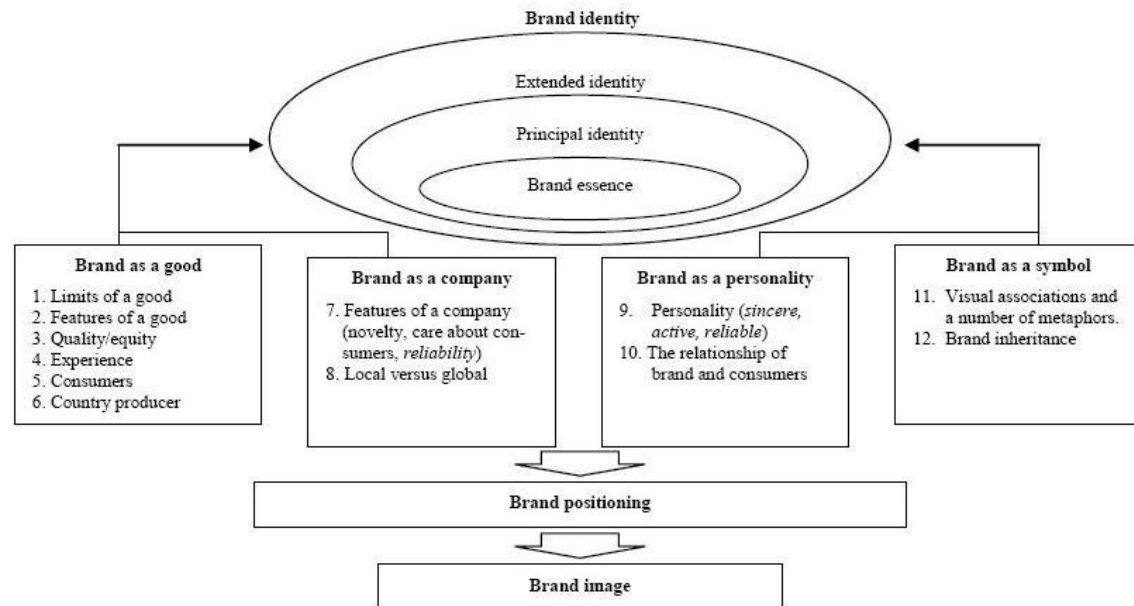 Brand identity
Extended identity
Principal identity
Brand essence
Brand as a good
1. Limits of a good
2. Features of a good
3. Quality/equity
4. Experience
5. Consumers
6. Country producer
Brand as a company
7. Features of a company
(novelty, care about con-
sumers, reliability)
8. Local versus global
Brand as a personality
9. Personality (sincere,
active, reliable)
10. The relationship of
brand and consumers
Brand as a symbol
11. Visual associations and
a number of metaphors.
12. Brand inheritance
Brand positioning
Brand image